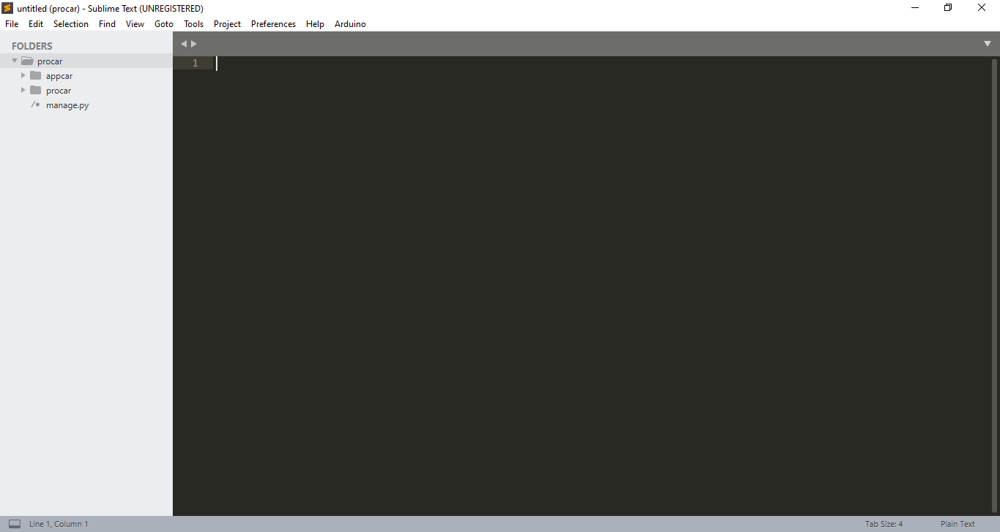 untitled (procar) - Sublime Text (UNREGISTERED)
File Edit Selection Find View Goto Tools Project Preferences Help Arduino
FOLDERS
procar
appcar
procar
/* manage.py
1
Line 1, Column 1
Tab Size: 4
Plain Text